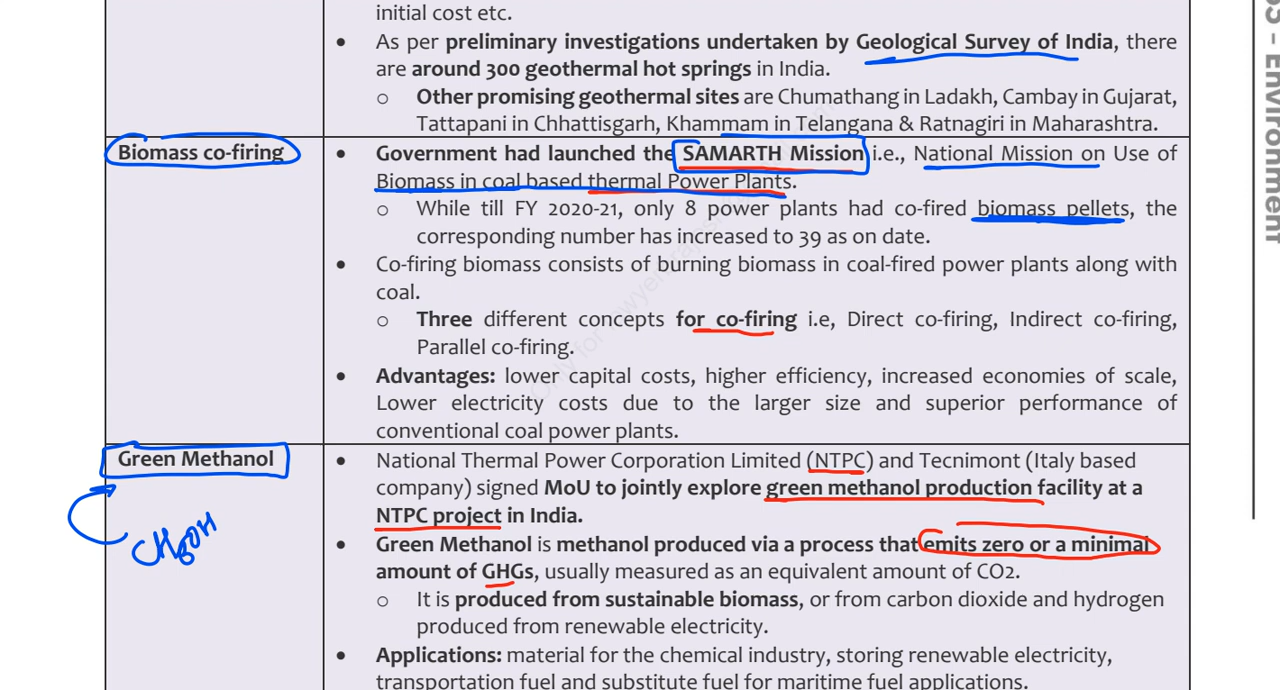 initial cost etc.
• As per preliminary investigations undertaken by Geological Survey of India, there
are around 300 geothermal hot springs in India.
o Other promising geothermal sites are Chumathang in Ladakh, Cambay in Gujarat,
Tattapani in Chhattisgarh, Khammam in Telangana & Ratnagiri in Maharashtra.
Biomass co-firing
• Government had launched the SAMARTH Mission i.e., National Mission on Use of
Biomass in coal based thermal Power Plants.
o While till FY 2020-21, only 8 power plants had co-fired biomass pellets, the
corresponding number has increased to 39 as on date.
• Co-firing biomass consists of burning biomass in coal-fired power plants along with
coal.
o Three different concepts for co-firing i.e, Direct co-firing, Indirect co-firing,
Parallel co-firing.
• Advantages: lower capital costs, higher efficiency, increased economies of scale,
Lower electricity costs due to the larger size and superior performance of
conventional coal power plants.
Green Methanol
CH3OH
• National Thermal Power Corporation Limited (NTPC) and Tecnimont (Italy based
company) signed MoU to jointly explore green methanol production facility at a
NTPC project in India.
• Green Methanol is methanol produced via a process that emits zero or a minimal
amount of GHGs, usually measured as an equivalent amount of CO2.
o It is produced from sustainable biomass, or from carbon dioxide and hydrogen
produced from renewable electricity.
• Applications: material for the chemical industry, storing renewable electricity,
transportation fuel and substitute fuel for maritime fuel applications.
– Environment